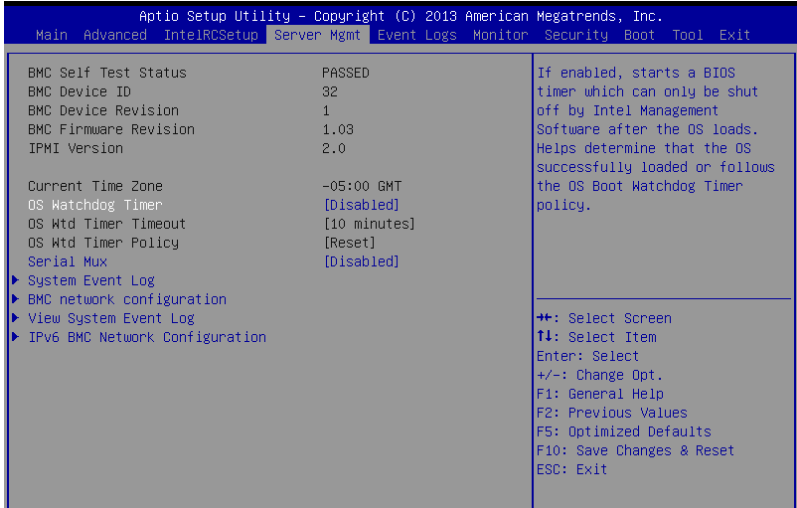 Aptio Setup Utility – Copyright (C) 2013 American Megatrends, Inc.
Main Advanced IntelRCSetup Server Mgmt Event Logs Monitor Security Boot Tool Exit
BMC Self Test Status PASSED
BMC Device ID 32
BMC Device Revision 1
BMC Firmware Revision 1.03
IPMI Version 2.0
Current Time Zone -05:00 GMT
OS Watchdog Timer [Disabled]
OS Wtd Timer Timeout [10 minutes]
OS Wtd Timer Policy [Reset]
Serial Mux [Disabled]
System Event Log
BMC network configuration
View System Event Log
IPv6 BMC Network Configuration
If enabled, starts a BIOS
timer which can only be shut
off by Intel Management
Software after the OS loads.
Helps determine that the OS
successfully loaded or follows
the OS Boot Watchdog Timer
policy.
→←: Select Screen
↑↓: Select Item
Enter: Select
+/-: Change Opt.
F1: General Help
F2: Previous Values
F5: Optimized Defaults
F10: Save Changes & Reset
ESC: Exit